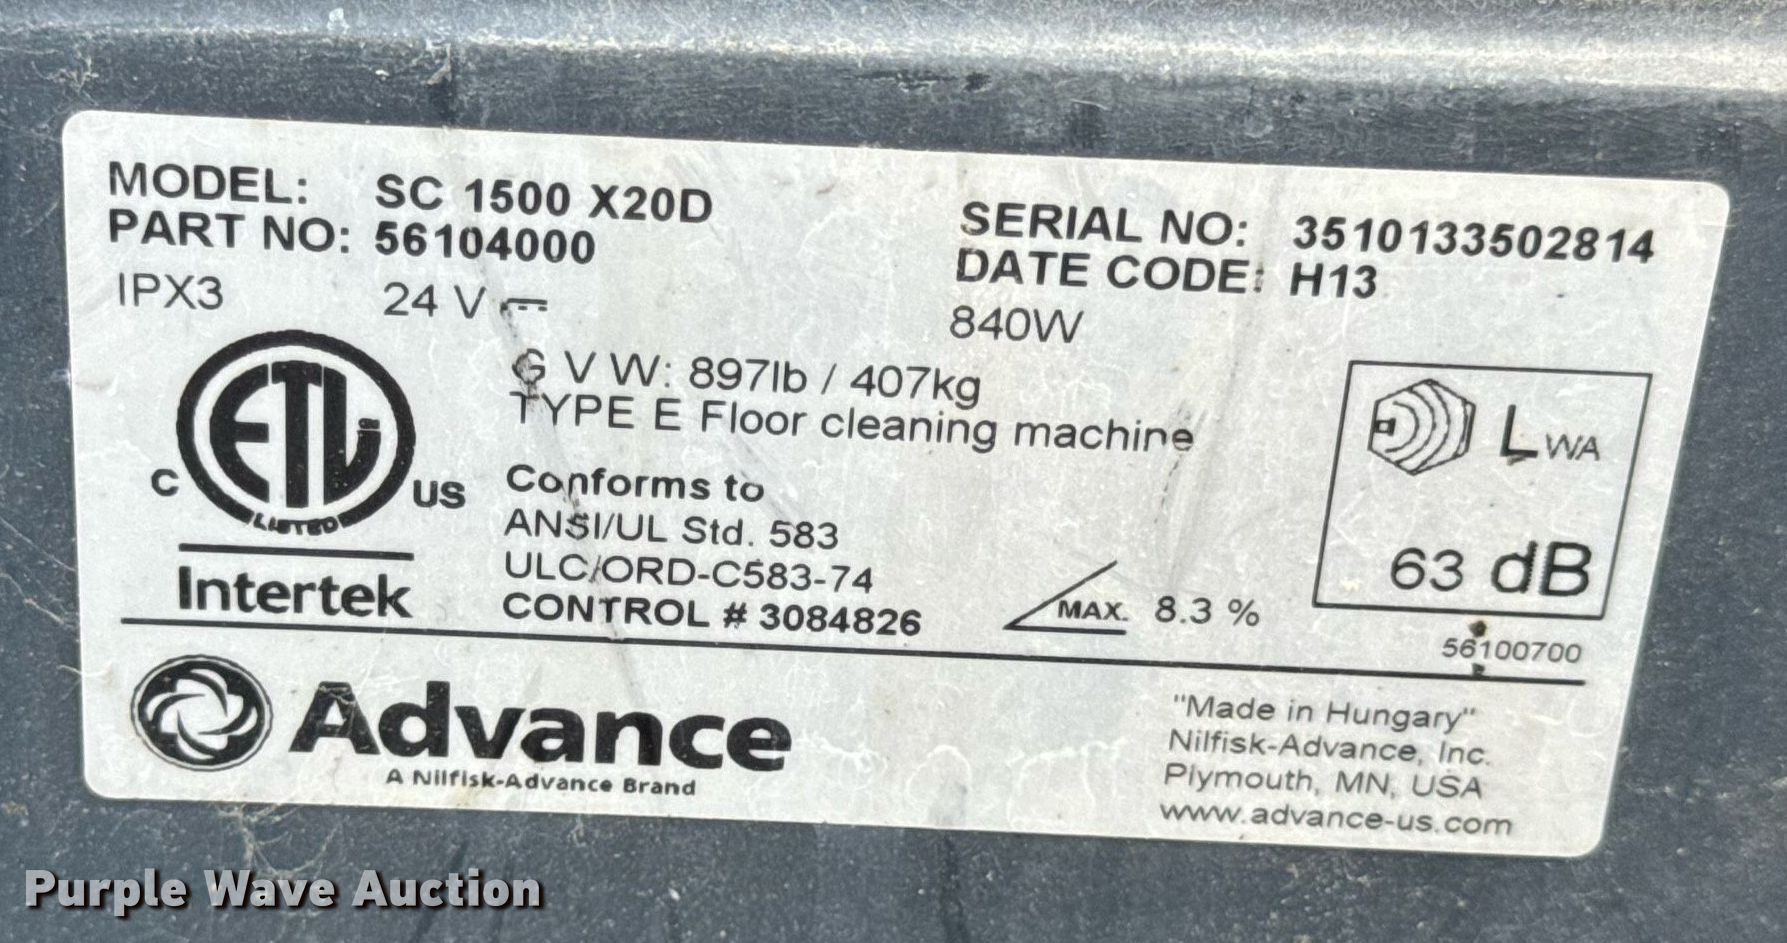 MODEL: SC 1500 X20D
PART NO: 56104000
IPX3 24 V
SERIAL NO: 3510133502814
DATE CODE: H13
840W
G V W: 897lb / 407kg
TYPE E Floor cleaning machine
C ETL US
LISTED
Intertek
Conforms to
ANSI/UL Std. 583
ULC/ORD-C583-74
CONTROL # 3084826
MAX. 8.3 %
LWA
63 dB
56100700
Advance
A Nilfisk-Advance Brand
"Made in Hungary"
Nilfisk-Advance, Inc.
Plymouth, MN, USA
www.advance-us.com
Purple Wave Auction